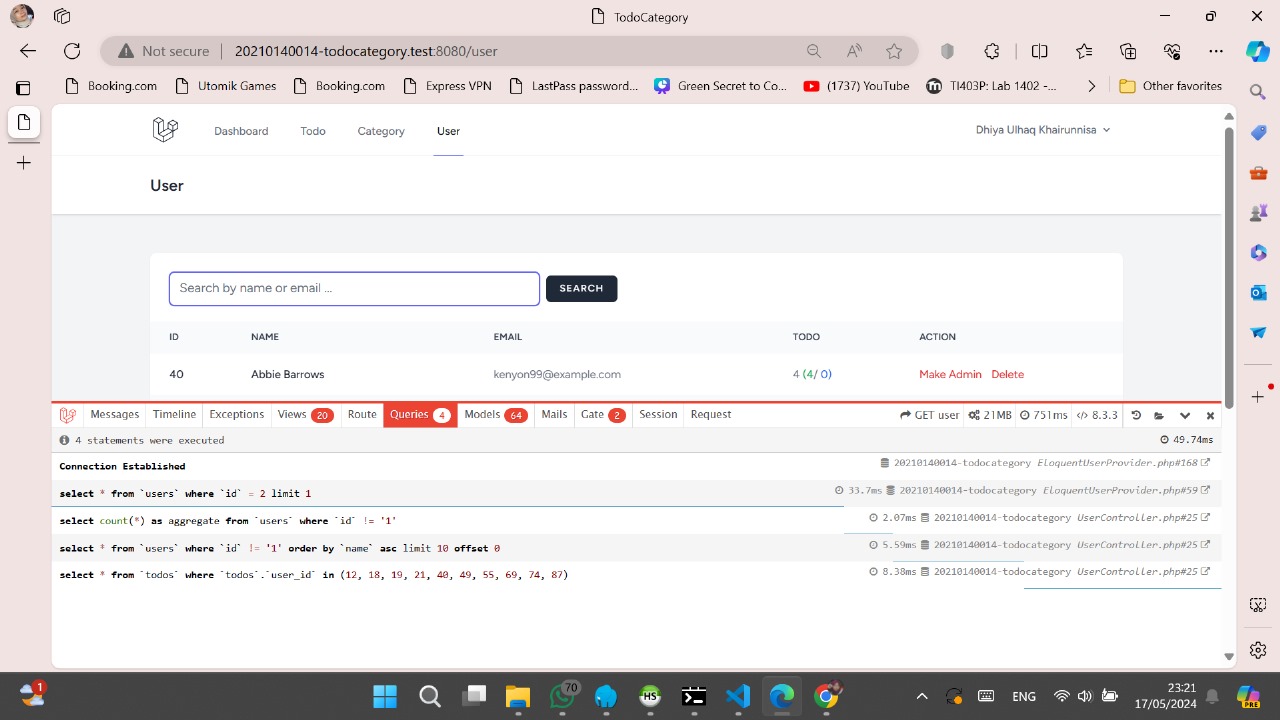 TodoCategory
Not secure 20210140014-todocategory.test:8080/user
Booking.com Utomik Games Booking.com Express VPN LastPass password... Green Secret to Co... (1737) YouTube TI403P: Lab 1402 -... Other favorites
Dashboard Todo Category User Dhiya Ulhaq Khairunnisa
User
Search by name or email ... SEARCH
ID NAME EMAIL TODO ACTION
40 Abbie Barrows kenyon99@example.com 4 (4/ 0) Make Admin Delete
Messages Timeline Exceptions Views 20 Route Queries 4 Models 64 Mails Gate 2 Session Request GET user 21MB 751ms </> 8.3.3
4 statements were executed 49.74ms
Connection Established 20210140014-todocategory EloquentUserProvider.php#168
select * from `users` where `id` = 2 limit 1 33.7ms 20210140014-todocategory EloquentUserProvider.php#59
select count(*) as aggregate from `users` where `id` != '1' 2.07ms 20210140014-todocategory UserController.php#25
select * from `users` where `id` != '1' order by `name` asc limit 10 offset 0 5.59ms 20210140014-todocategory UserController.php#25
select * from `todos` where `todos`.`user_id` in (12, 18, 19, 21, 40, 49, 55, 69, 74, 87) 8.38ms 20210140014-todocategory UserController.php#25
1 70 HS ENG 23:21
17/05/2024 PRE